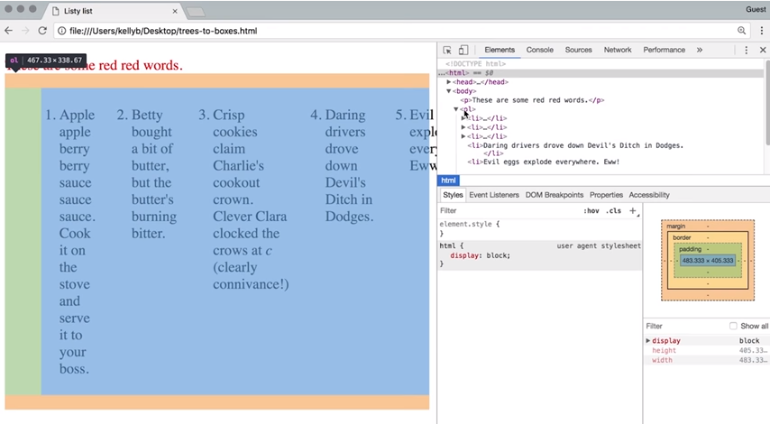 Listy list
Guest
file:///Users/kellyb/Desktop/trees-to-boxes.html
ol 467.33×338.67
are some red red words.
1. Apple
apple
berry
berry
sauce
sauce
sauce.
Cook
it on
the
stove
and
serve
it to
your
boss.
2. Betty
bought
a bit of
butter,
but the
butter's
burning
bitter.
3. Crisp
cookies
claim
Charlie's
cookout
crown.
Clever Clara
clocked the
crows at c
(clearly
connivance!)
4. Daring
drivers
drove
down
Devil's
Ditch in
Dodges.
5. Evil
Elements Console Sources Network Performance »
<!DOCTYPE html>
…<html> == $0
▶<head>…</head>
▼<body>
<p>These are some red red words.</p>
▼<ol>
▶<li>…</li>
▶<li>…</li>
▶<li>…</li>
<li>Daring drivers drove down Devil's Ditch in Dodges.
</li>
<li>Evil eggs explode everywhere. Eww!
html
Styles Event Listeners DOM Breakpoints Properties Accessibility
Filter :hov .cls +
element.style {
}
html { user agent stylesheet
display: block;
}
margin -
border -
padding -
483.333 × 405.333
Filter Show all
▶ display block
height 405.33…
width 483.33…